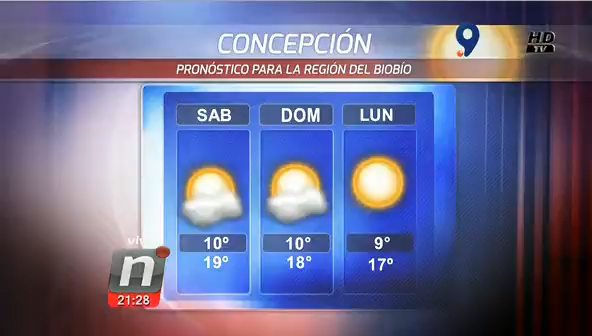 CONCEPCIÓN
9
HD
TV
PRONÓSTICO PARA LA REGIÓN DEL BIOBÍO
SAB DOM LUN
10° 10° 9°
19° 18° 17°
n
21:28